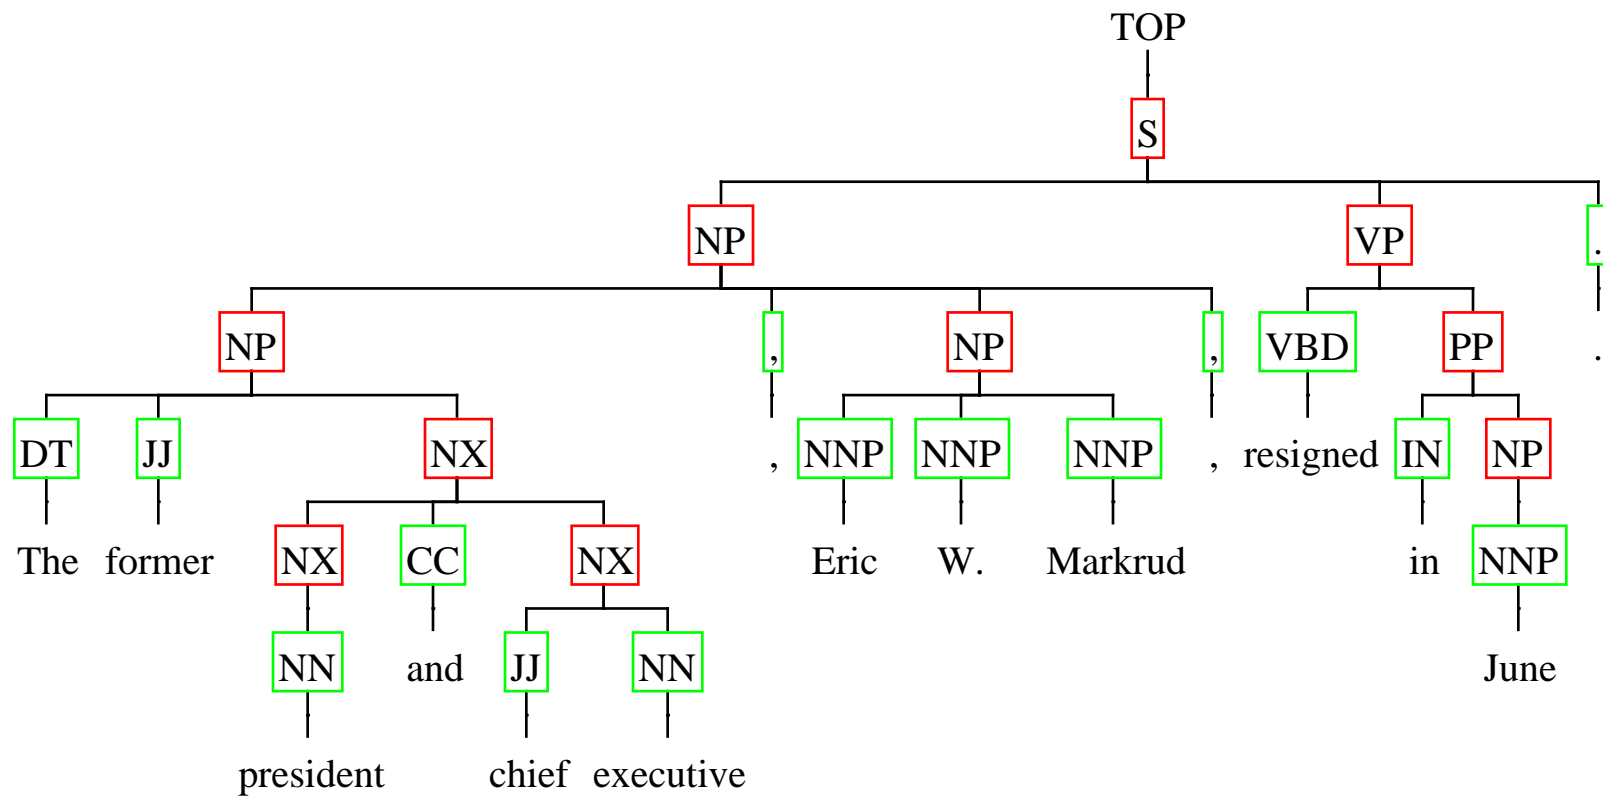 TOP
S
NP VP .
NP , NP , VBD PP .
DT JJ NX , NNP NNP NNP , resigned IN NP
The former NX CC NX Eric W. Markrud in NNP
NN and JJ NN June
president chief executive